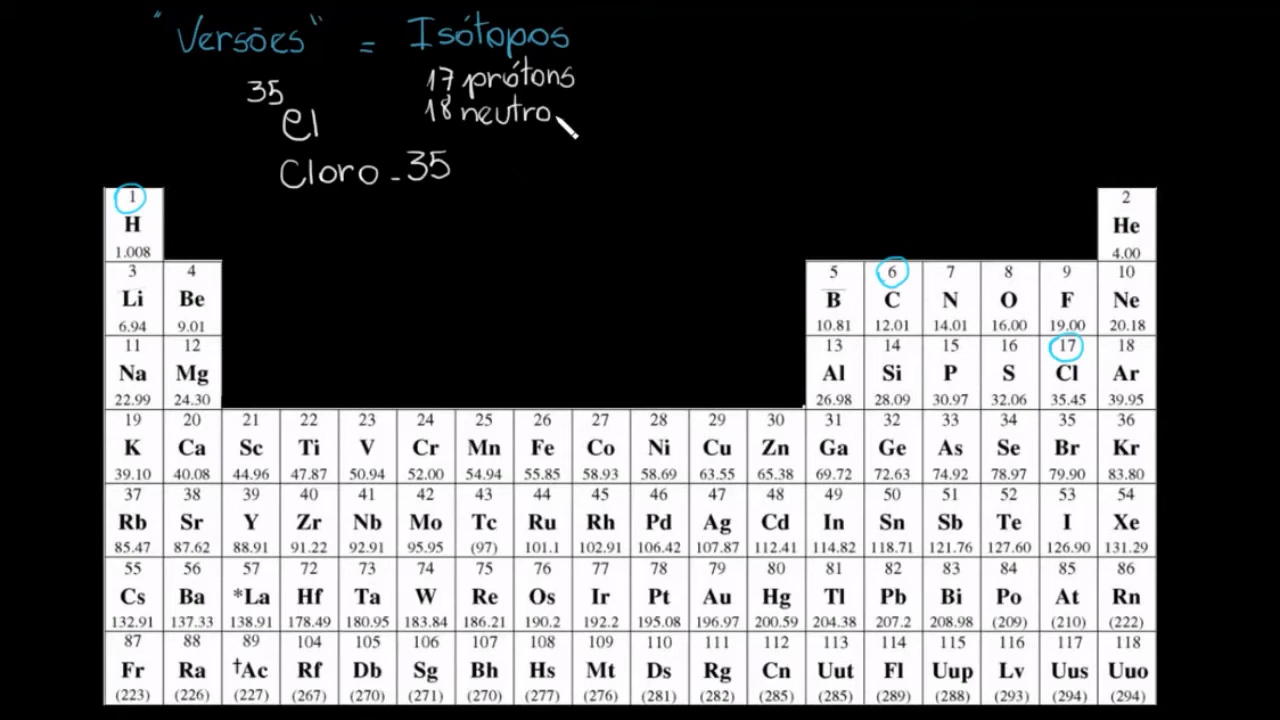 "Versões" = Isótopos
17 prótons
18 neutro
35
Cl
Cloro - 35
1 2
H He
1.008 4.00
3 4 5 6 7 8 9 10
Li Be B C N O F Ne
6.94 9.01 10.81 12.01 14.01 16.00 19.00 20.18
11 12 13 14 15 16 17 18
Na Mg Al Si P S Cl Ar
22.99 24.30 26.98 28.09 30.97 32.06 35.45 39.95
19 20 21 22 23 24 25 26 27 28 29 30 31 32 33 34 35 36
K Ca Sc Ti V Cr Mn Fe Co Ni Cu Zn Ga Ge As Se Br Kr
39.10 40.08 44.96 47.87 50.94 52.00 54.94 55.85 58.93 58.69 63.55 65.38 69.72 72.63 74.92 78.97 79.90 83.80
37 38 39 40 41 42 43 44 45 46 47 48 49 50 51 52 53 54
Rb Sr Y Zr Nb Mo Tc Ru Rh Pd Ag Cd In Sn Sb Te I Xe
85.47 87.62 88.91 91.22 92.91 95.95 (97) 101.1 102.91 106.42 107.87 112.41 114.82 118.71 121.76 127.60 126.90 131.29
55 56 57 72 73 74 75 76 77 78 79 80 81 82 83 84 85 86
Cs Ba *La Hf Ta W Re Os Ir Pt Au Hg Tl Pb Bi Po At Rn
132.91 137.33 138.91 178.49 180.95 183.84 186.21 190.2 192.2 195.08 196.97 200.59 204.38 207.2 208.98 (209) (210) (222)
87 88 89 104 105 106 107 108 109 110 111 112 113 114 115 116 117 118
Fr Ra †Ac Rf Db Sg Bh Hs Mt Ds Rg Cn Uut Fl Uup Lv Uus Uuo
(223) (226) (227) (267) (270) (271) (270) (277) (276) (281) (282) (285) (285) (289) (288) (293) (294) (294)